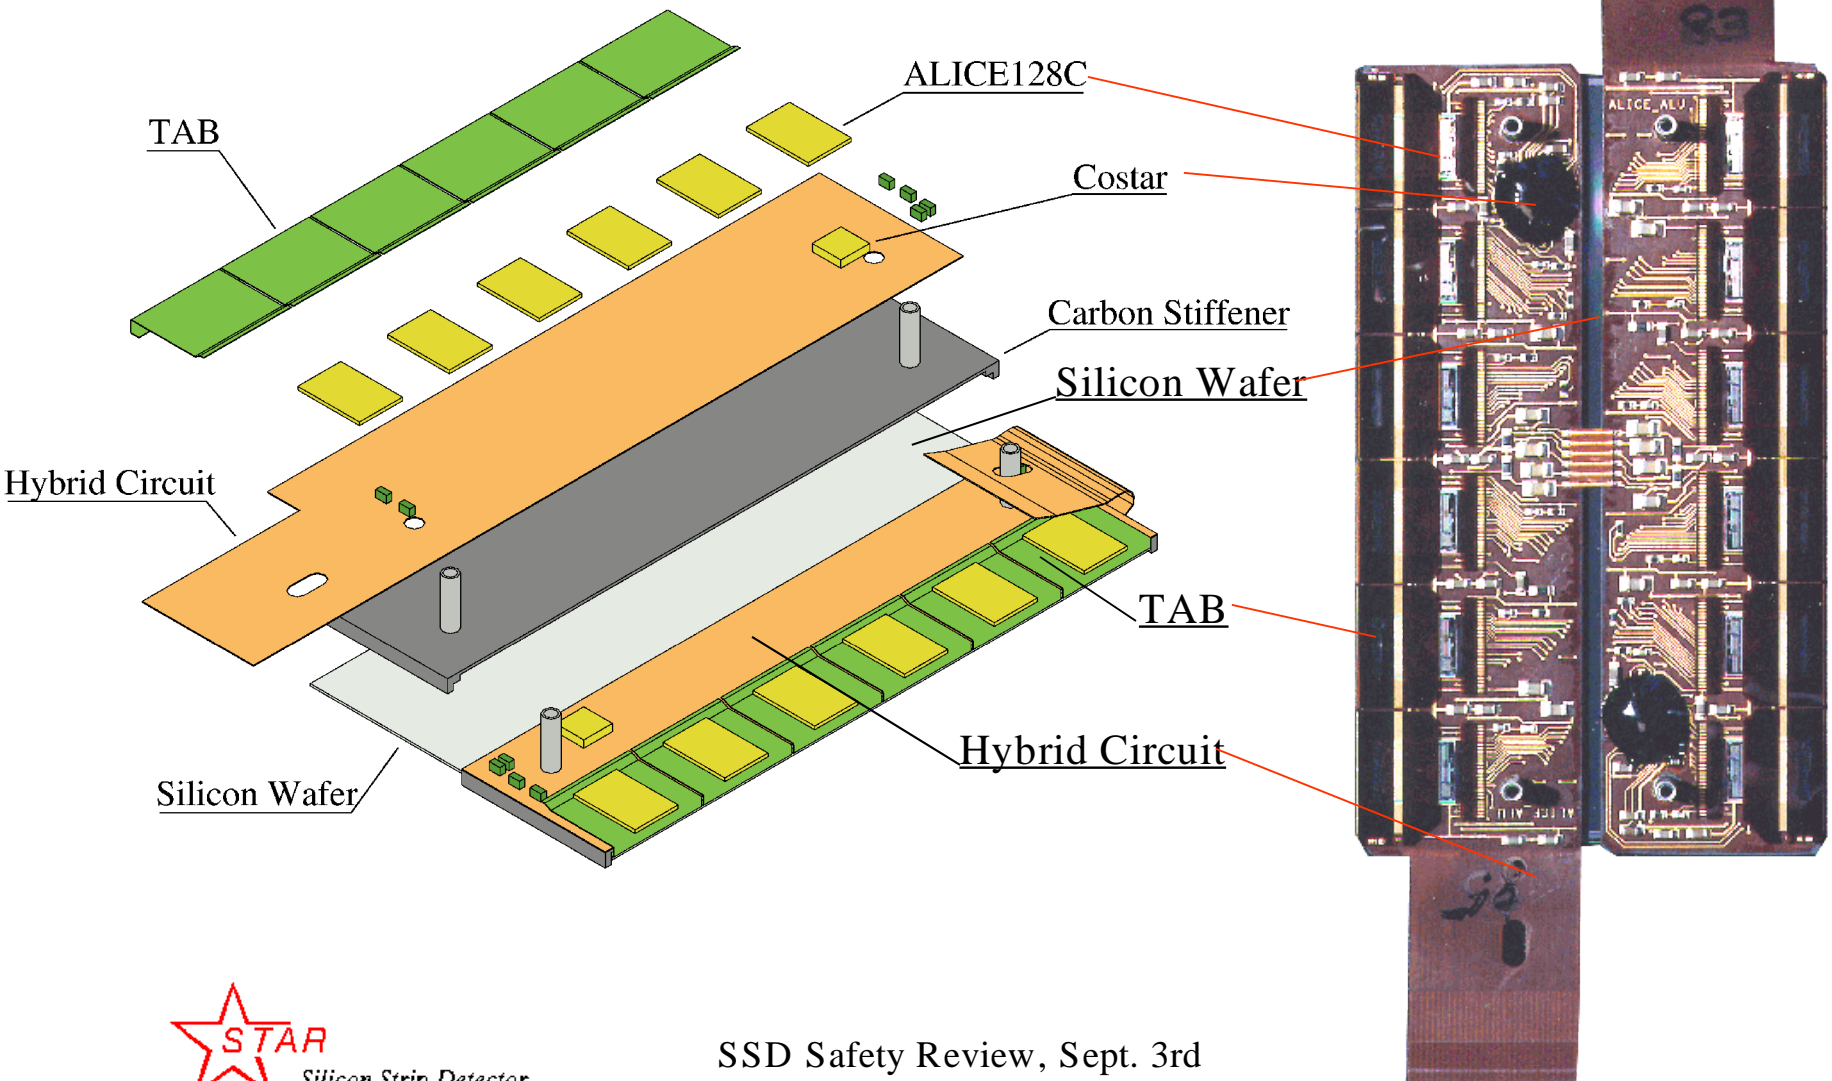 ALICE128C
TAB
Costar
Carbon Stiffener
Silicon Wafer
Hybrid Circuit
TAB
Hybrid Circuit
Silicon Wafer
83
ALICE_ALU
STAR
Silicon Strip Detector
SSD Safety Review, Sept. 3rd